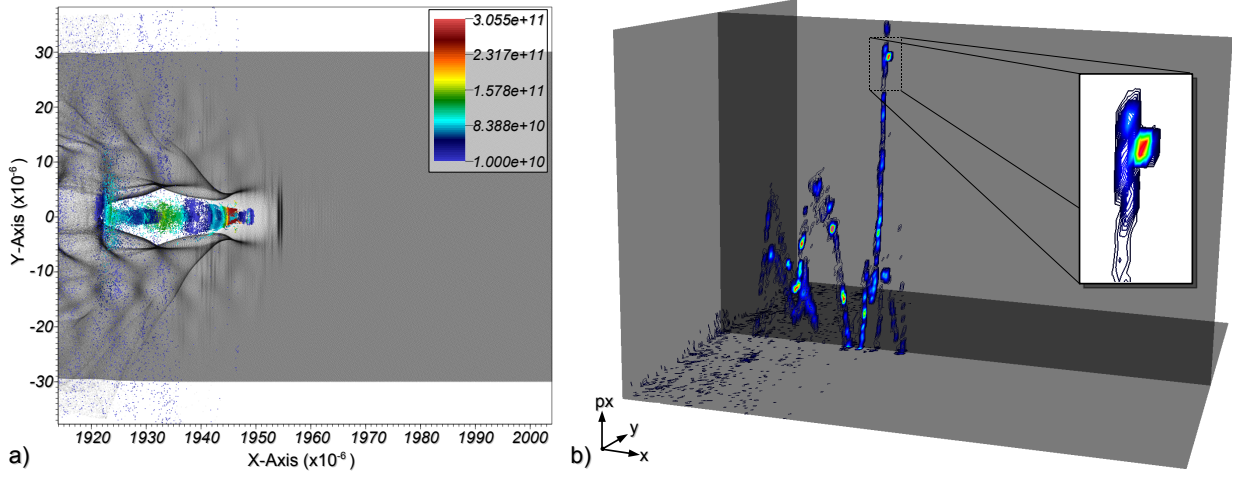 3.055e+11
2.317e+11
1.578e+11
8.388e+10
1.000e+10
30
20
10
0
-10
-20
-30
Y-Axis (x10-6)
1920 1930 1940 1950 1960 1970 1980 1990 2000
X-Axis (x10-6)
a)
px
y
x
b)